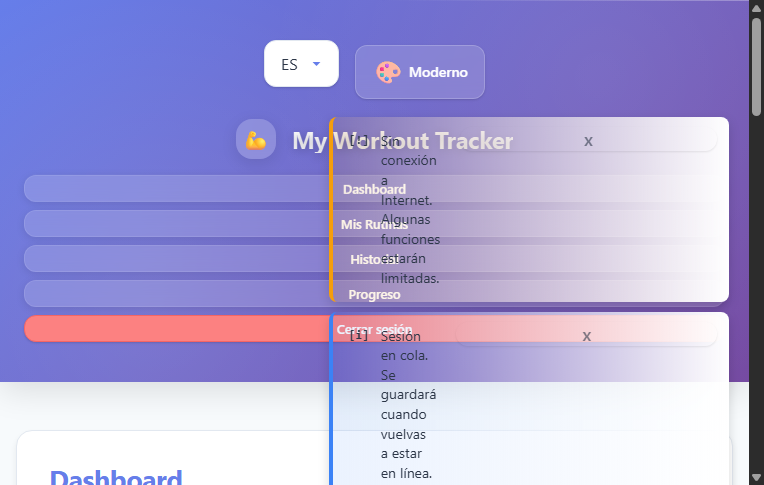 ES
Moderno
My Workout Tracker
[!] Sin
conexión
a
Internet.
Algunas
funciones
estarán
limitadas.
X
Dashboard
Mis Rutinas
Historial
Progreso
Cerrar sesión
[i] Sesión
en cola.
Se
guardará
cuando
vuelvas
a estar
en línea.
X
Dashboard